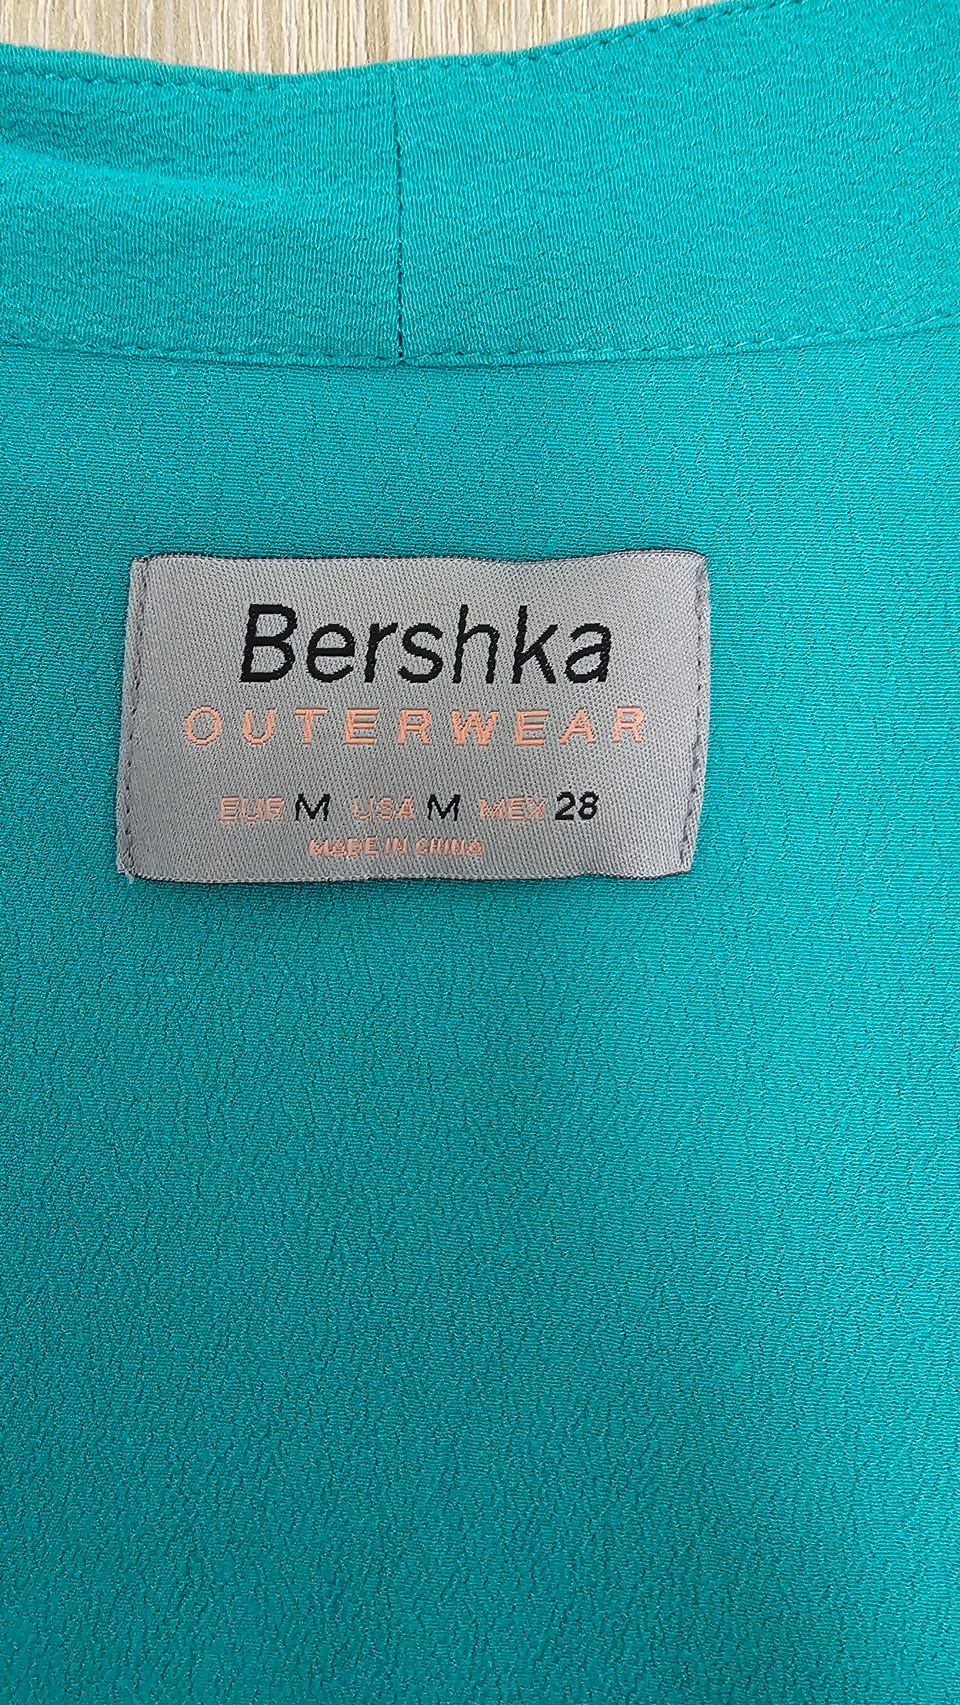 Bershka
OUTERWEAR
EUR M USA M MEX 28
MADE IN CHINA